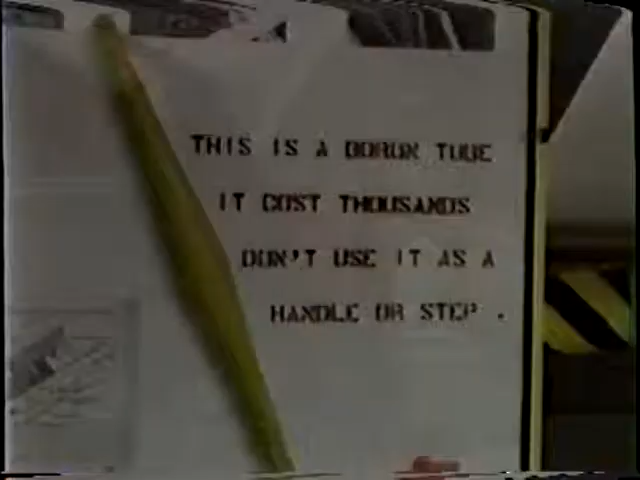 THIS IS A BORON TUBE
IT COST THOUSANDS
DON'T USE IT AS A
HANDLE OR STEP .